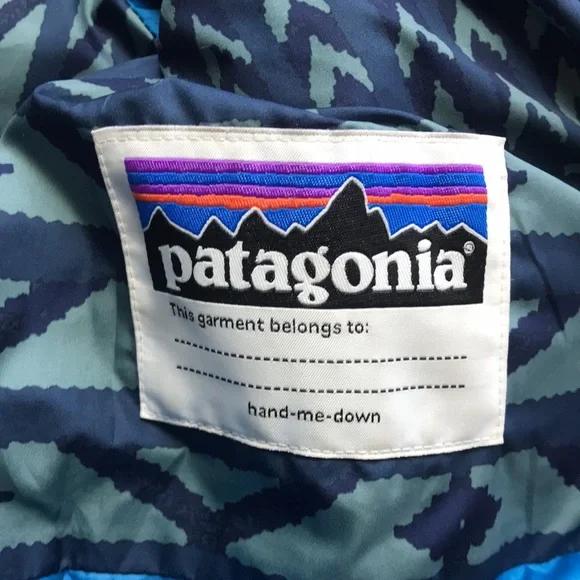 patagonia®
This garment belongs to:
hand-me-down